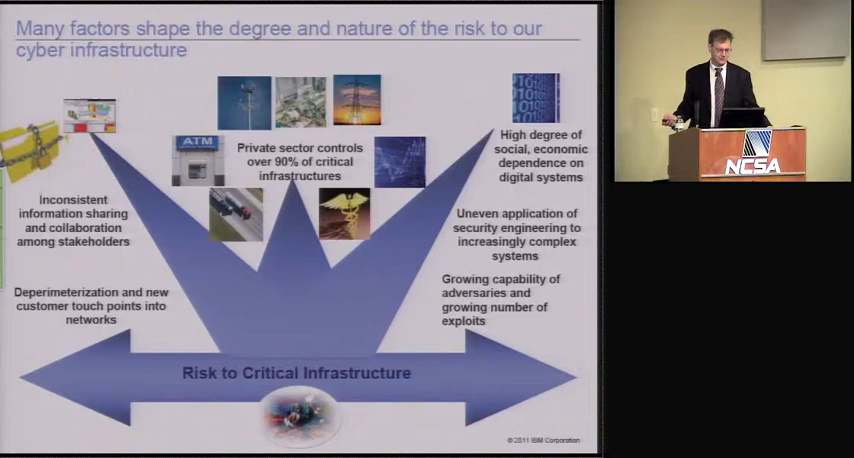 Many factors shape the degree and nature of the risk to our
cyber infrastructure
ATM
Private sector controls
over 90% of critical
infrastructures
High degree of
social, economic
dependence on
digital systems
Inconsistent
information sharing
and collaboration
among stakeholders
Uneven application of
security engineering to
increasingly complex
systems
Deperimeterization and new
customer touch points into
networks
Growing capability of
adversaries and
growing number of
exploits
Risk to Critical Infrastructure
© 2011 IBM Corporation
NCSA